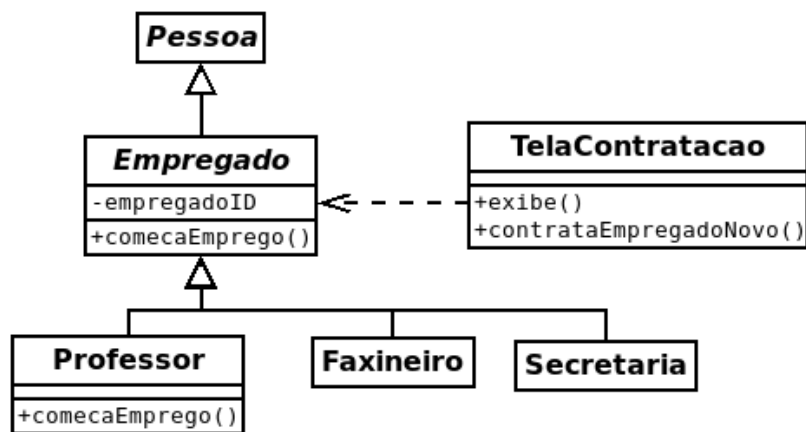 Pessoa
Empregado
-empregadoID
+comecaEmprego()
TelaContratacao
+exibe()
+contrataEmpregadoNovo()
Professor
+comecaEmprego()
Faxineiro
Secretaria